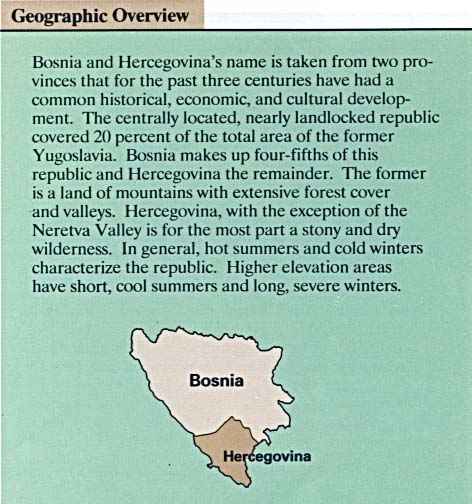 Geographic Overview
Bosnia and Hercegovina's name is taken from two pro-
vinces that for the past three centuries have had a
common historical, economic, and cultural develop-
ment. The centrally located, nearly landlocked republic
covered 20 percent of the total area of the former
Yugoslavia. Bosnia makes up four-fifths of this
republic and Hercegovina the remainder. The former
is a land of mountains with extensive forest cover
and valleys. Hercegovina, with the exception of the
Neretva Valley is for the most part a stony and dry
wilderness. In general, hot summers and cold winters
characterize the republic. Higher elevation areas
have short, cool summers and long, severe winters.
Bosnia
Hercegovina